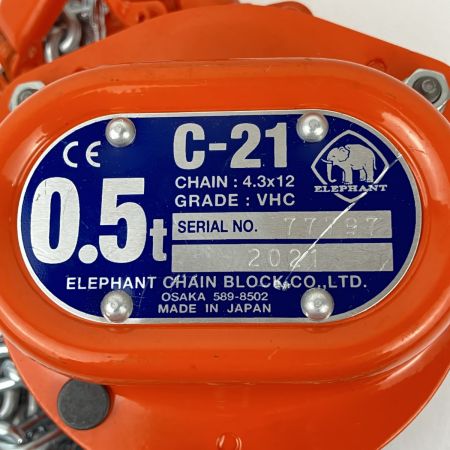 CE
C-21
ELEPHANT
CHAIN : 4.3x12
GRADE : VHC
0.5t
SERIAL NO.
2021
ELEPHANT CHAIN BLOCK.CO.,LTD.
OSAKA 589-8502
MADE IN JAPAN